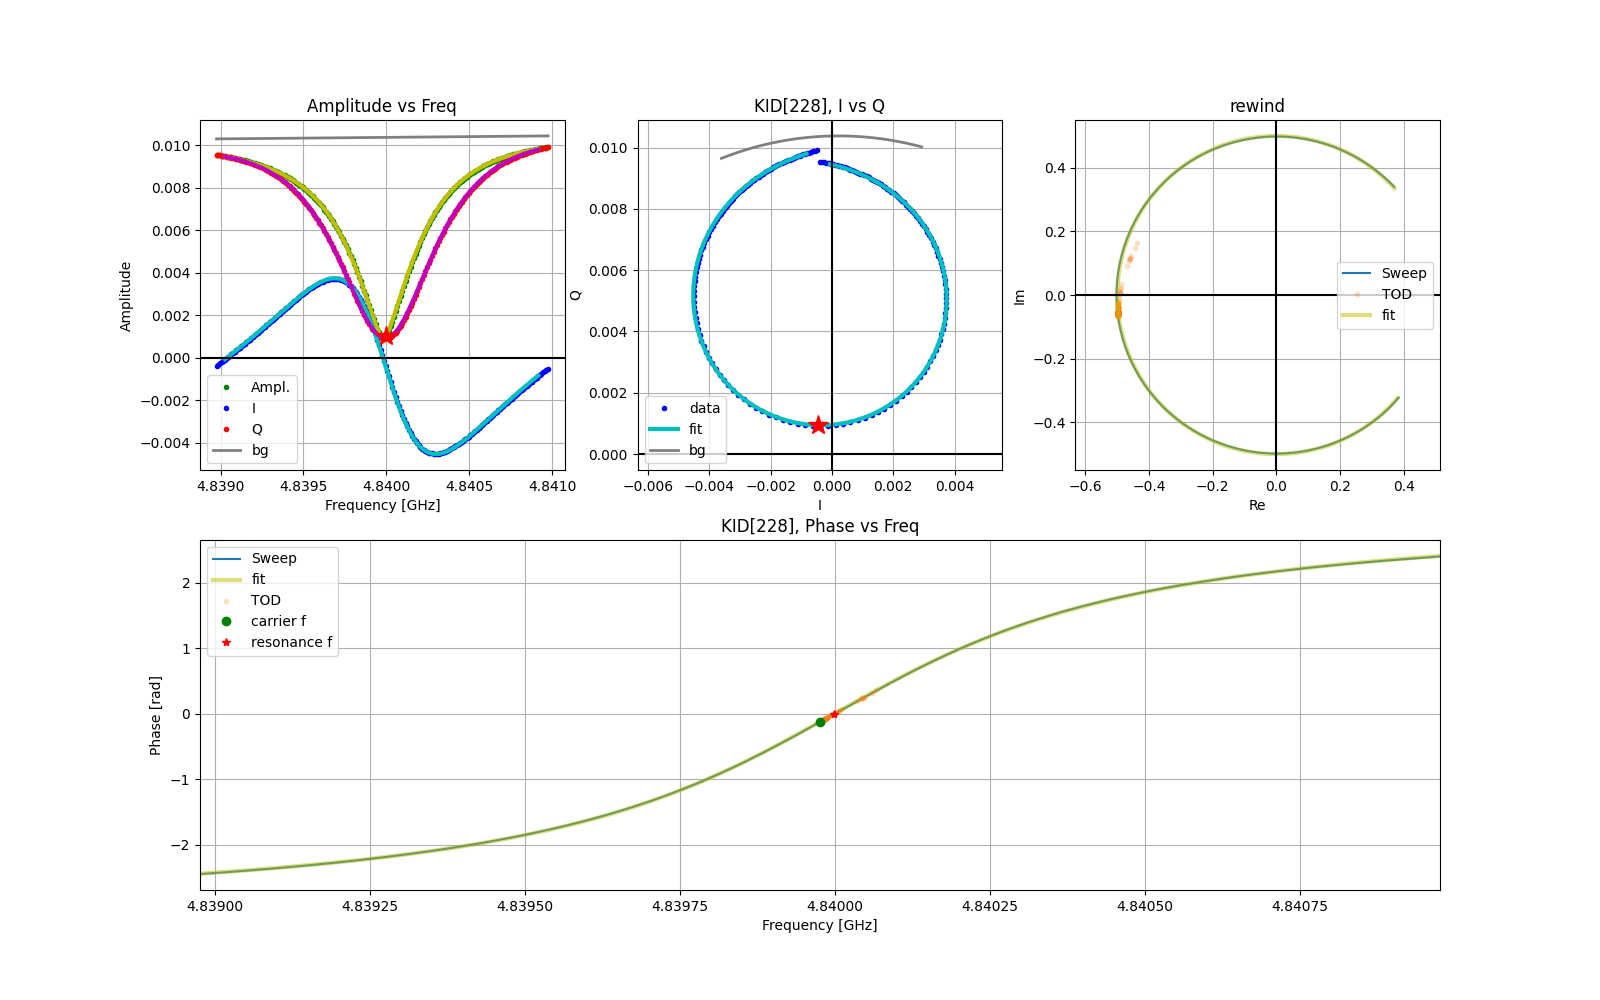 Amplitude vs Freq
Amplitude
0.010
0.008
0.006
0.004
0.002
0.000
−0.002
−0.004
Ampl.
I
Q
bg
4.8390
4.8395
4.8400
4.8405
4.8410
Frequency [GHz]
KID[228], I vs Q
Q
0.010
0.008
0.006
0.004
0.002
0.000
data
fit
bg
−0.006
−0.004
−0.002
0.000
0.002
0.004
I
rewind
Im
0.4
0.2
0.0
−0.2
−0.4
Sweep
TOD
fit
−0.6
−0.4
−0.2
0.0
0.2
0.4
Re
KID[228], Phase vs Freq
Phase [rad]
2
1
0
−1
−2
Sweep
fit
TOD
carrier f
resonance f
4.83900
4.83925
4.83950
4.83975
4.84000
4.84025
4.84050
4.84075
Frequency [GHz]